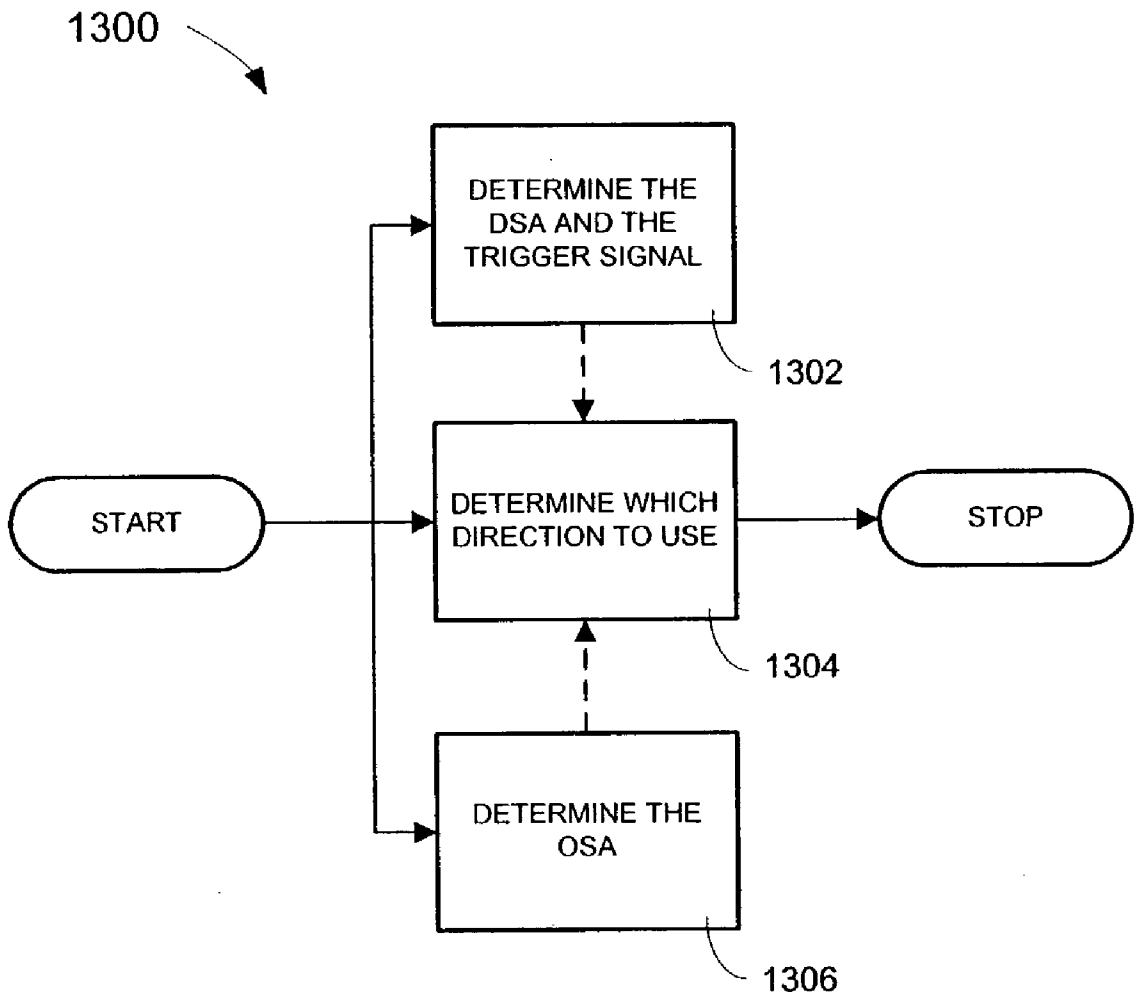 1300
DETERMINE THE
DSA AND THE
TRIGGER SIGNAL
1302
START
DETERMINE WHICH
DIRECTION TO USE
STOP
1304
DETERMINE THE
OSA
1306